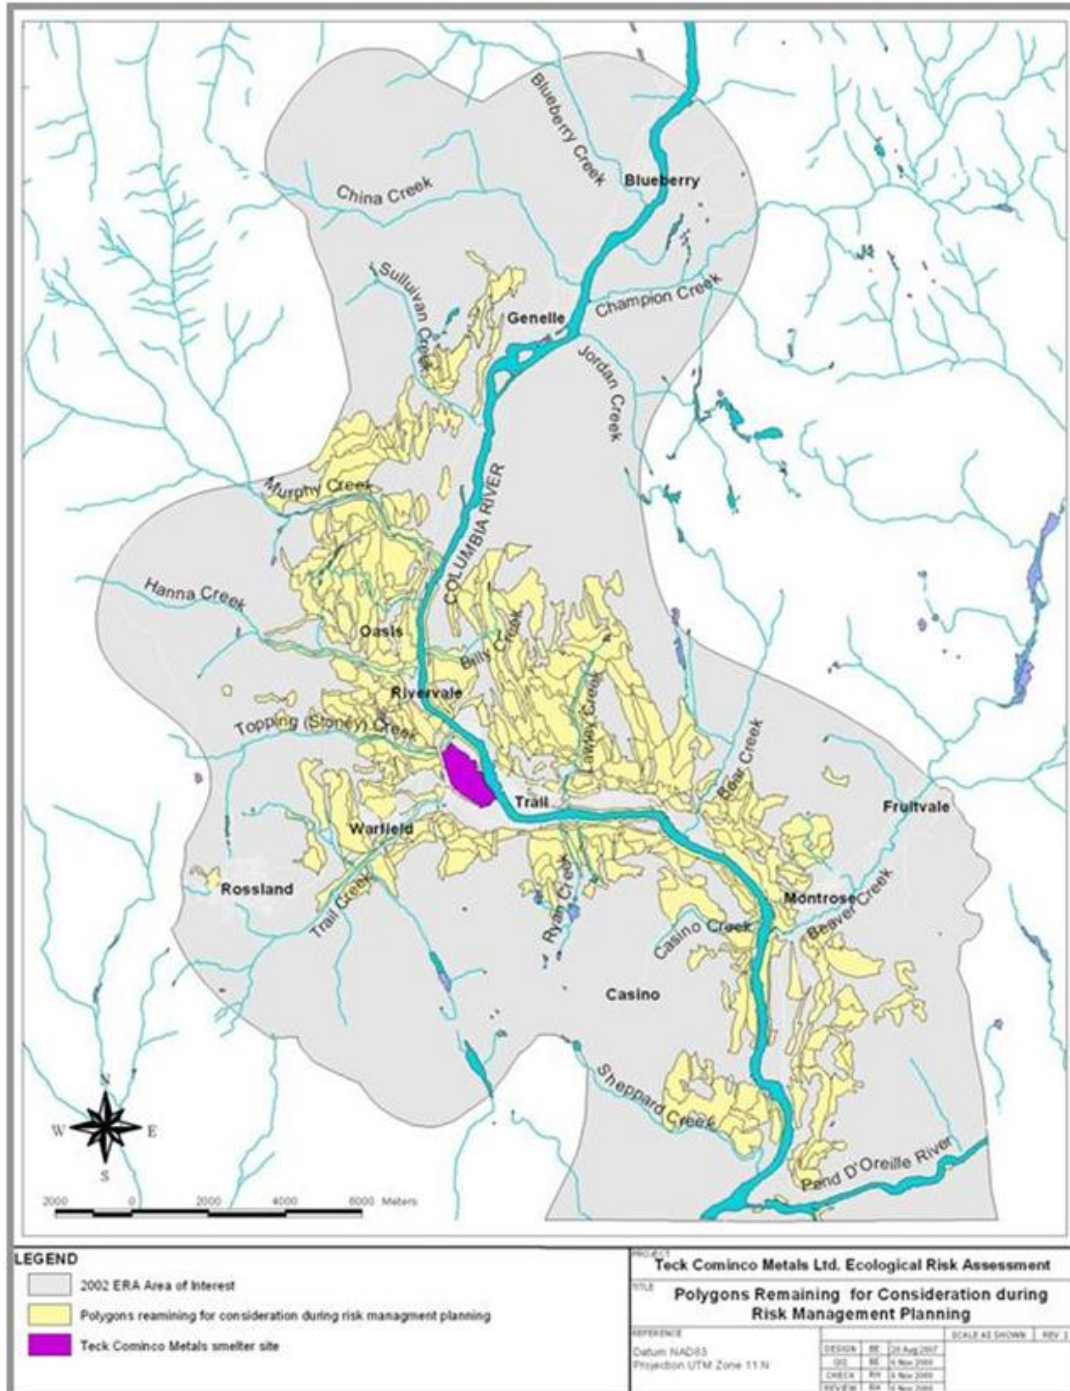 Blueberry Creek
Blueberry
China Creek
Sulluivan Creek
Champion Creek
Genelle
Jordan Creek
COLUMBIA RIVER
Murphy Creek
Hanna Creek
Oasis
Billy Creek
Rivervale
Topping (Stoney) Creek
Lawley Creek
Bear Creek
Trail
Fruitvale
Warfield
Rossland
Trail Creek
Ryan Creek
Montrose
Beaver Creek
Casino Creek
Casino
Sheppard Creek
Pend D'Oreille River
N
W E
S
2000 0 2000 4000 6000 Meters
LEGEND
2002 ERA Area of Interest
Polygons reamining for consideration during risk managment planning
Teck Cominco Metals smelter site
PROJECT
Teck Cominco Metals Ltd. Ecological Risk Assessment
TITLE
Polygons Remaining for Consideration during
Risk Management Planning
REFERENCE
Datum NAD83
Projection UTM Zone 11 N
SCALE AS SHOWN
DESIGN
GIS
CHECK
REVIEW